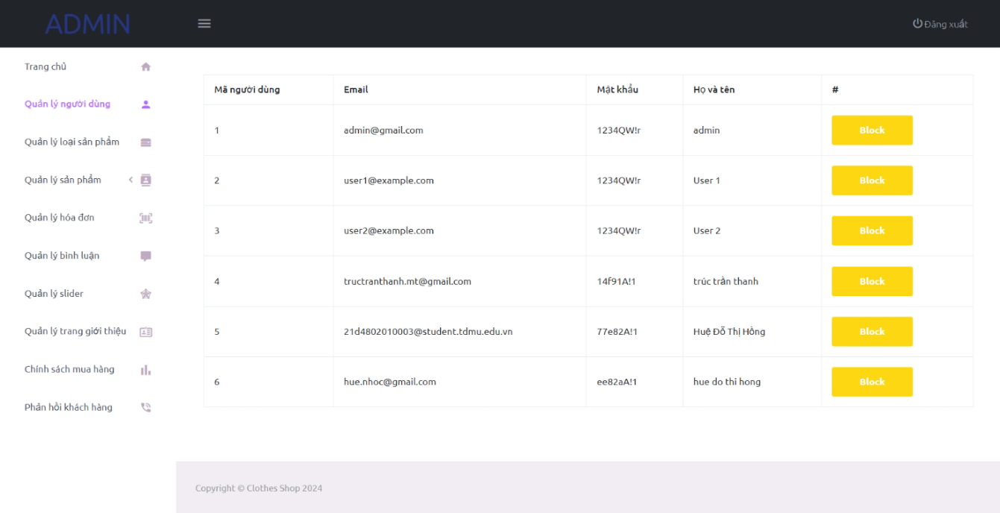 ADMIN
Đăng xuất
Trang chủ
Quản lý người dùng
Quản lý loại sản phẩm
Quản lý sản phẩm
Quản lý hóa đơn
Quản lý bình luận
Quản lý slider
Quản lý trang giới thiệu
Chính sách mua hàng
Phản hồi khách hàng
Mã người dùng Email Mật khẩu Họ và tên #
1 admin@gmail.com 1234QW!r admin Block
2 user1@example.com 1234QW!r User 1 Block
3 user2@example.com 1234QW!r User 2 Block
4 tructranthanh.mt@gmail.com 14f91A!1 trúc trần thanh Block
5 21d4802010003@student.tdmu.edu.vn 77e82A!1 Huệ Đỗ Thị Hồng Block
6 hue.nhoc@gmail.com ee82aA!1 hue do thi hong Block
Copyright © Clothes Shop 2024